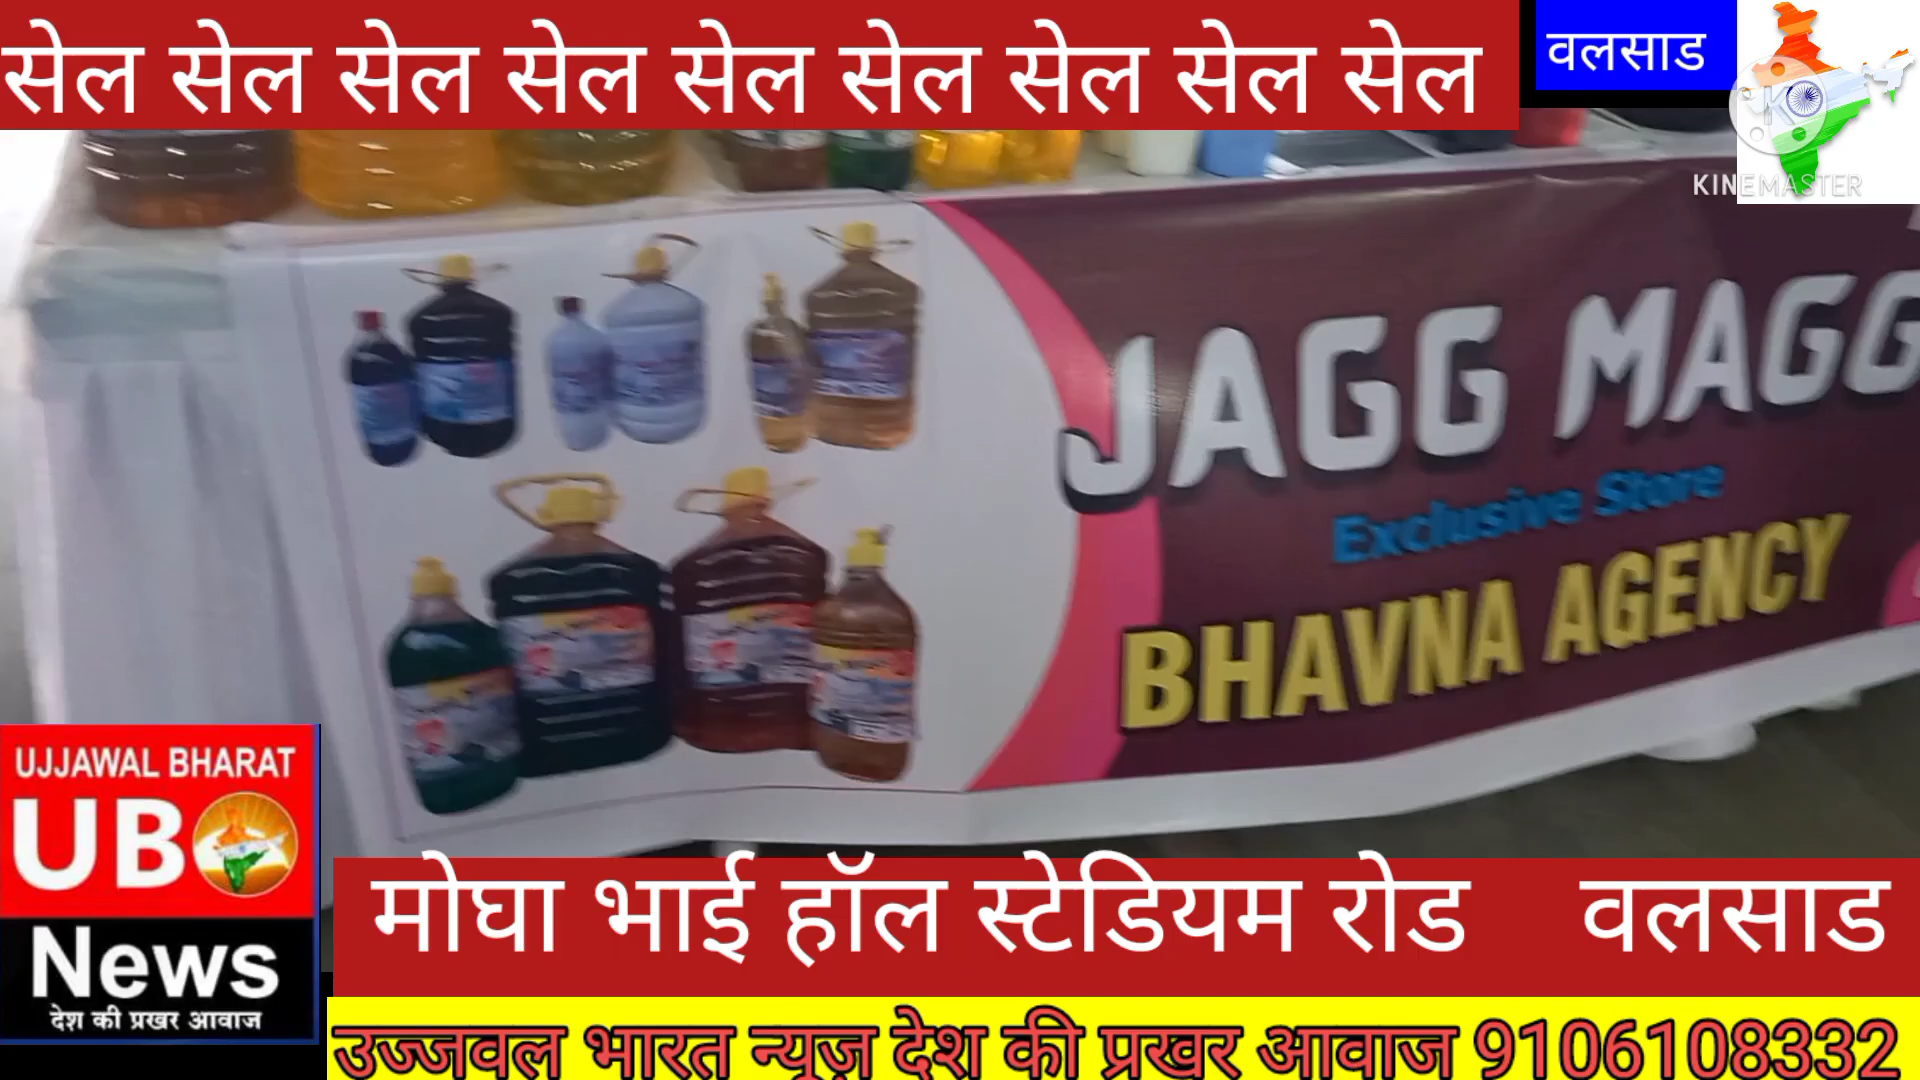 सेल सेल सेल सेल सेल सेल सेल सेल सेल
वलसाड
KINEMASTER
JAGG MAGG
Exclusive Store
BHAVNA AGENCY
UJJAWAL BHARAT
UB
News
देश की प्रखर आवाज
मोघा भाई हॉल स्टेडियम रोड वलसाड
उज्जवल भारत न्यूज़ देश की प्रखर आवाज 9106108332